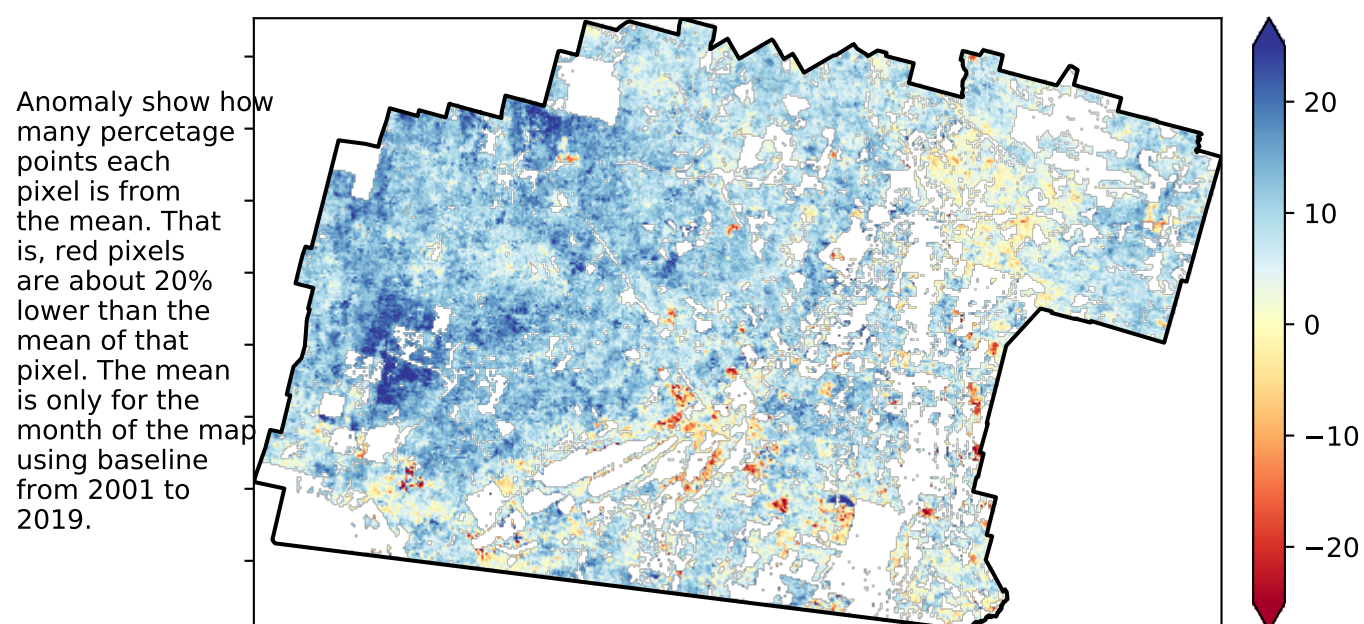 Anomaly show how
many percetage
points each
pixel is from
the mean. That
is, red pixels
are about 20%
lower than the
mean of that
pixel. The mean
is only for the
month of the map
using baseline
from 2001 to
2019.
20
10
0
−10
−20